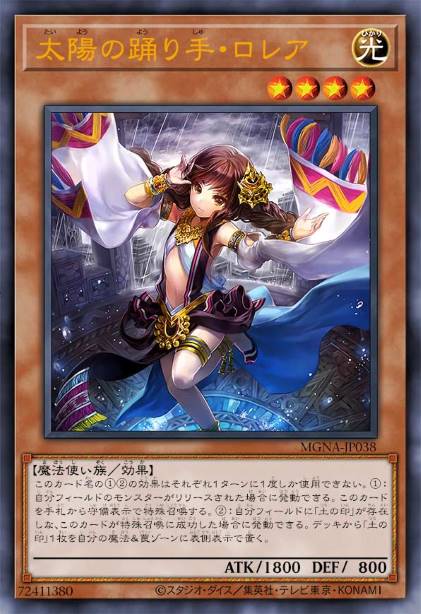 太陽の踊り手・ロレア
光
MGNA-JP038
【魔法使い族／効果】
このカード名の①②の効果はそれぞれ1ターンに1度しか使用できない。①：
自分フィールドのモンスターがリリースされた場合に発動できる。このカード
を手札から守備表示で特殊召喚する。②：自分フィールドに「土の印」が存在
しな、このカードが特殊召喚に成功した場合に発動できる。デッキから「土の
印」1枚を自分の魔法&罠ゾーンに表側表示で置く。
ATK/1800 DEF/ 800
72411380 ©スタジオ・ダイス/集英社・テレビ東京・KONAMI